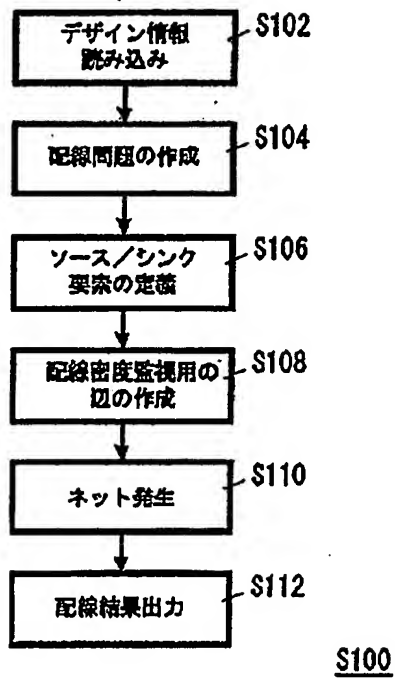 デザイン情報
読み込み
S102
配線問題の作成
S104
ソース／シンク
要素の定義
S106
配線密度監視用の
辺の作成
S108
ネット発生
S110
配線結果出力
S112
S100